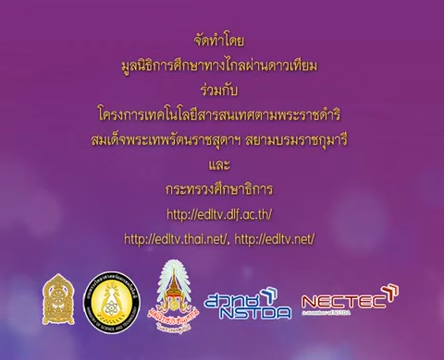 จัดทำโดย
มูลนิธิการศึกษาทางไกลผ่านดาวเทียม
ร่วมกับ
โครงการเทคโนโลยีสารสนเทศตามพระราชดำริ
สมเด็จพระเทพรัตนราชสุดาฯ สยามบรมราชกุมารี
และ
กระทรวงศึกษาธิการ
http://edltv.dlf.ac.th/
http://edltv.thai.net/, http://edltv.net/
สวทช
NSTDA
NECTEC